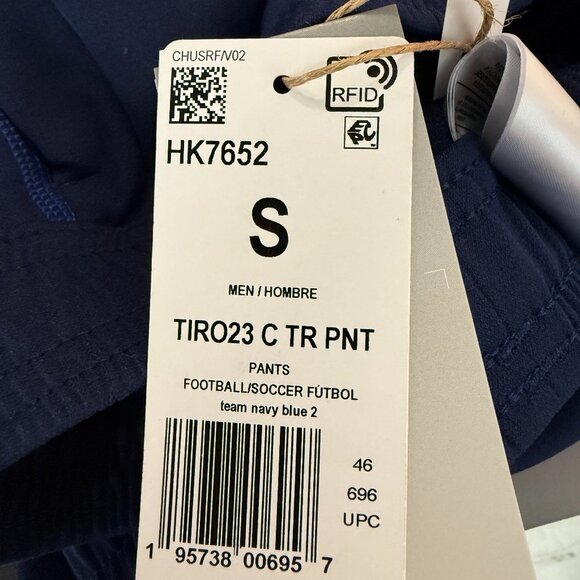 CHUSRF/V02
RFID
HK7652
S
MEN / HOMBRE
TIRO23 C TR PNT
PANTS
FOOTBALL/SOCCER FÚTBOL
team navy blue 2
46
696
UPC
1 95738 00695 7